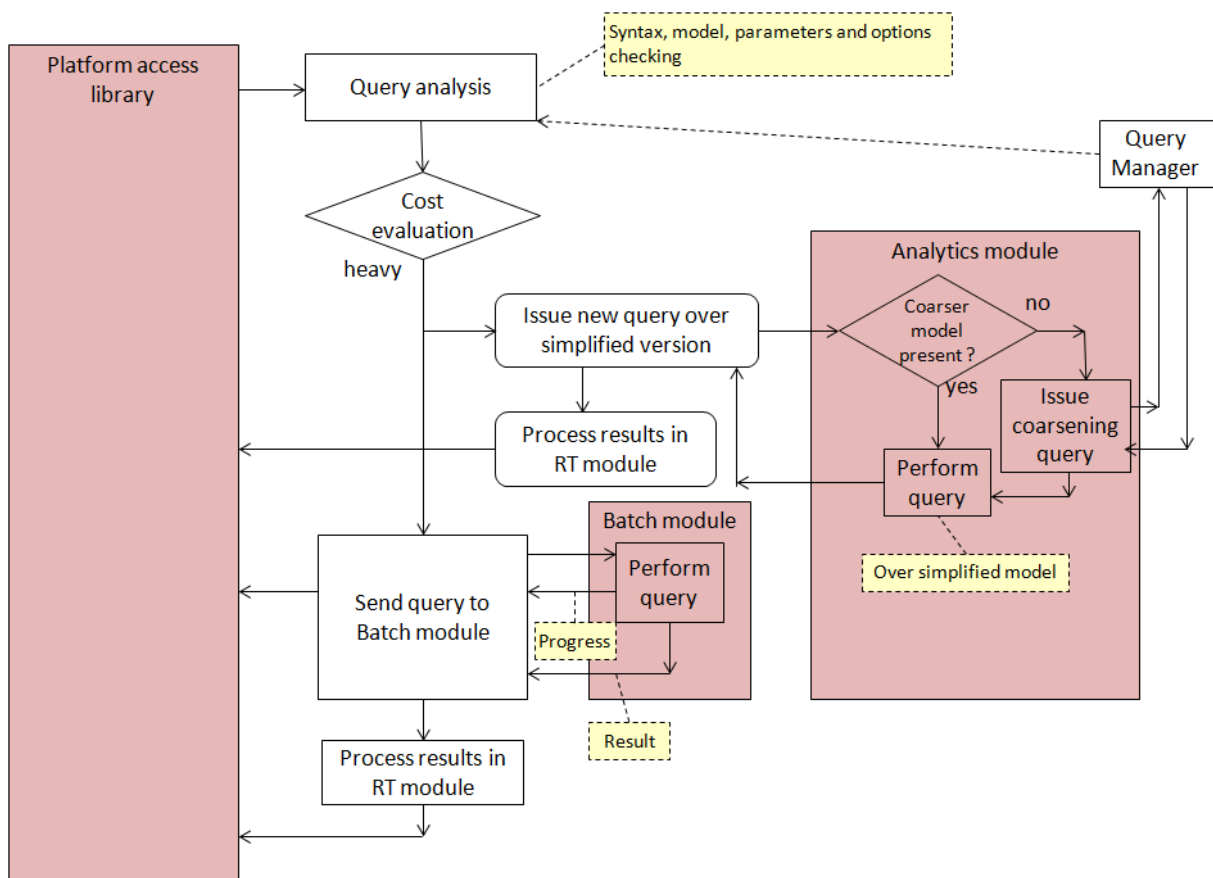 Platform access
library
Query analysis
Syntax, model, parameters and options
checking
Query
Manager
Cost
evaluation
heavy
Issue new query over
simplified version
Process results in
RT module
Analytics module
Coarser
model
present ?
no
yes
Issue
coarsening
query
Perform
query
Over simplified model
Batch module
Perform
query
Send query to
Batch module
Progress
Result
Process results in
RT module